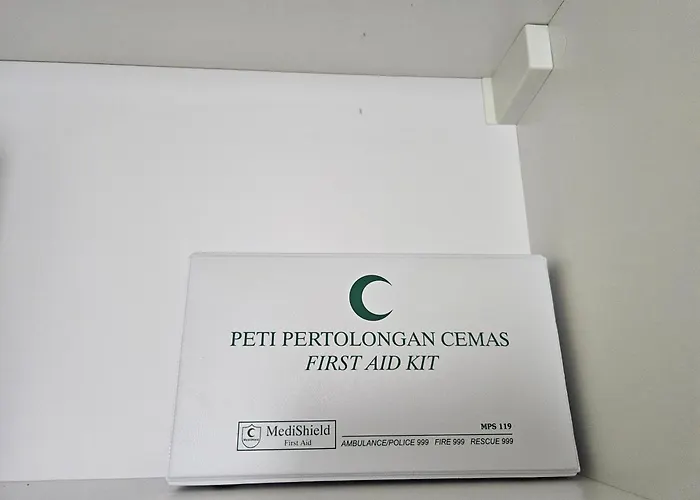 PETI PERTOLONGAN CEMAS
FIRST AID KIT
MediShield
First Aid
MPS 119
AMBULANCE/POLICE 999 FIRE 999 RESCUE 999